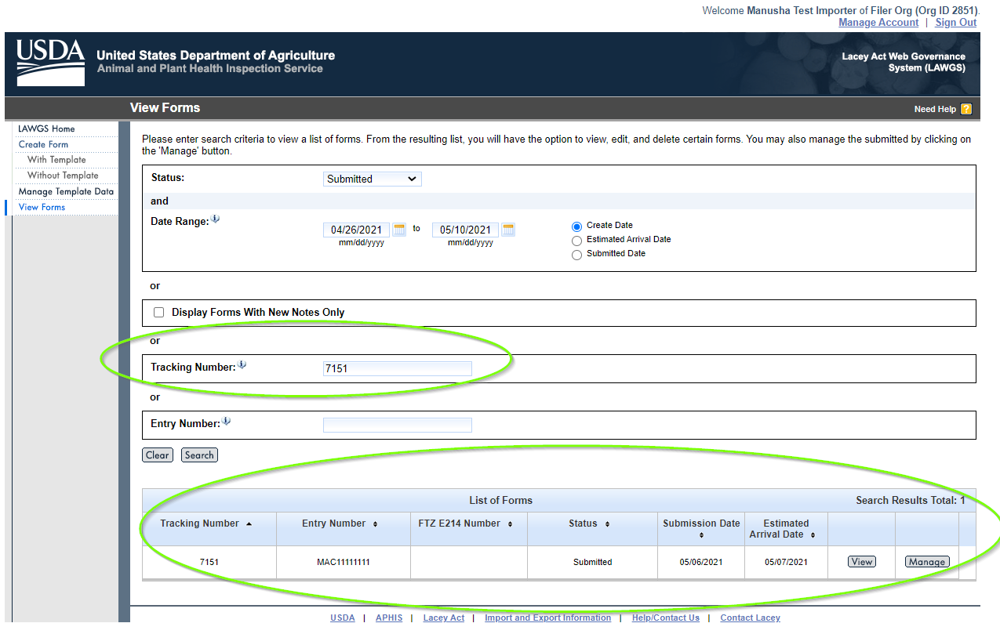 Welcome Manusha Test Importer of Filer Org (Org ID 2851).
Manage Account | Sign Out
USDA
United States Department of Agriculture
Animal and Plant Health Inspection Service
Lacey Act Web Governance
System (LAWGS)
View Forms
Need Help ?
LAWGS Home
Create Form
With Template
Without Template
Manage Template Data
View Forms
Please enter search criteria to view a list of forms. From the resulting list, you will have the option to view, edit, and delete certain forms. You may also manage the submitted by clicking on
the 'Manage' button.
Status: Submitted
and
Date Range: 04/26/2021 to 05/10/2021
mm/dd/yyyy mm/dd/yyyy
Create Date
Estimated Arrival Date
Submitted Date
or
Display Forms With New Notes Only
or
Tracking Number: 7151
or
Entry Number:
Clear Search
List of Forms Search Results Total: 1
Tracking Number Entry Number FTZ E214 Number Status Submission Date Estimated
Arrival Date
7151 MAC11111111 Submitted 05/06/2021 05/07/2021 View Manage
USDA | APHIS | Lacey Act | Import and Export Information | Help/Contact Us | Contact Lacey